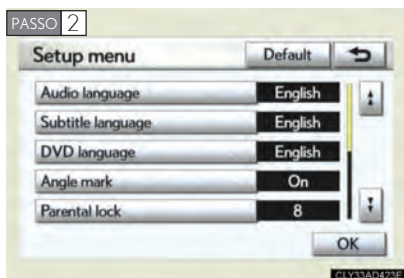 PASSO 2
Setup menu Default
Audio language English
Subtitle language English
DVD language English
Angle mark On
Parental lock 8
OK
CLY33AD423E